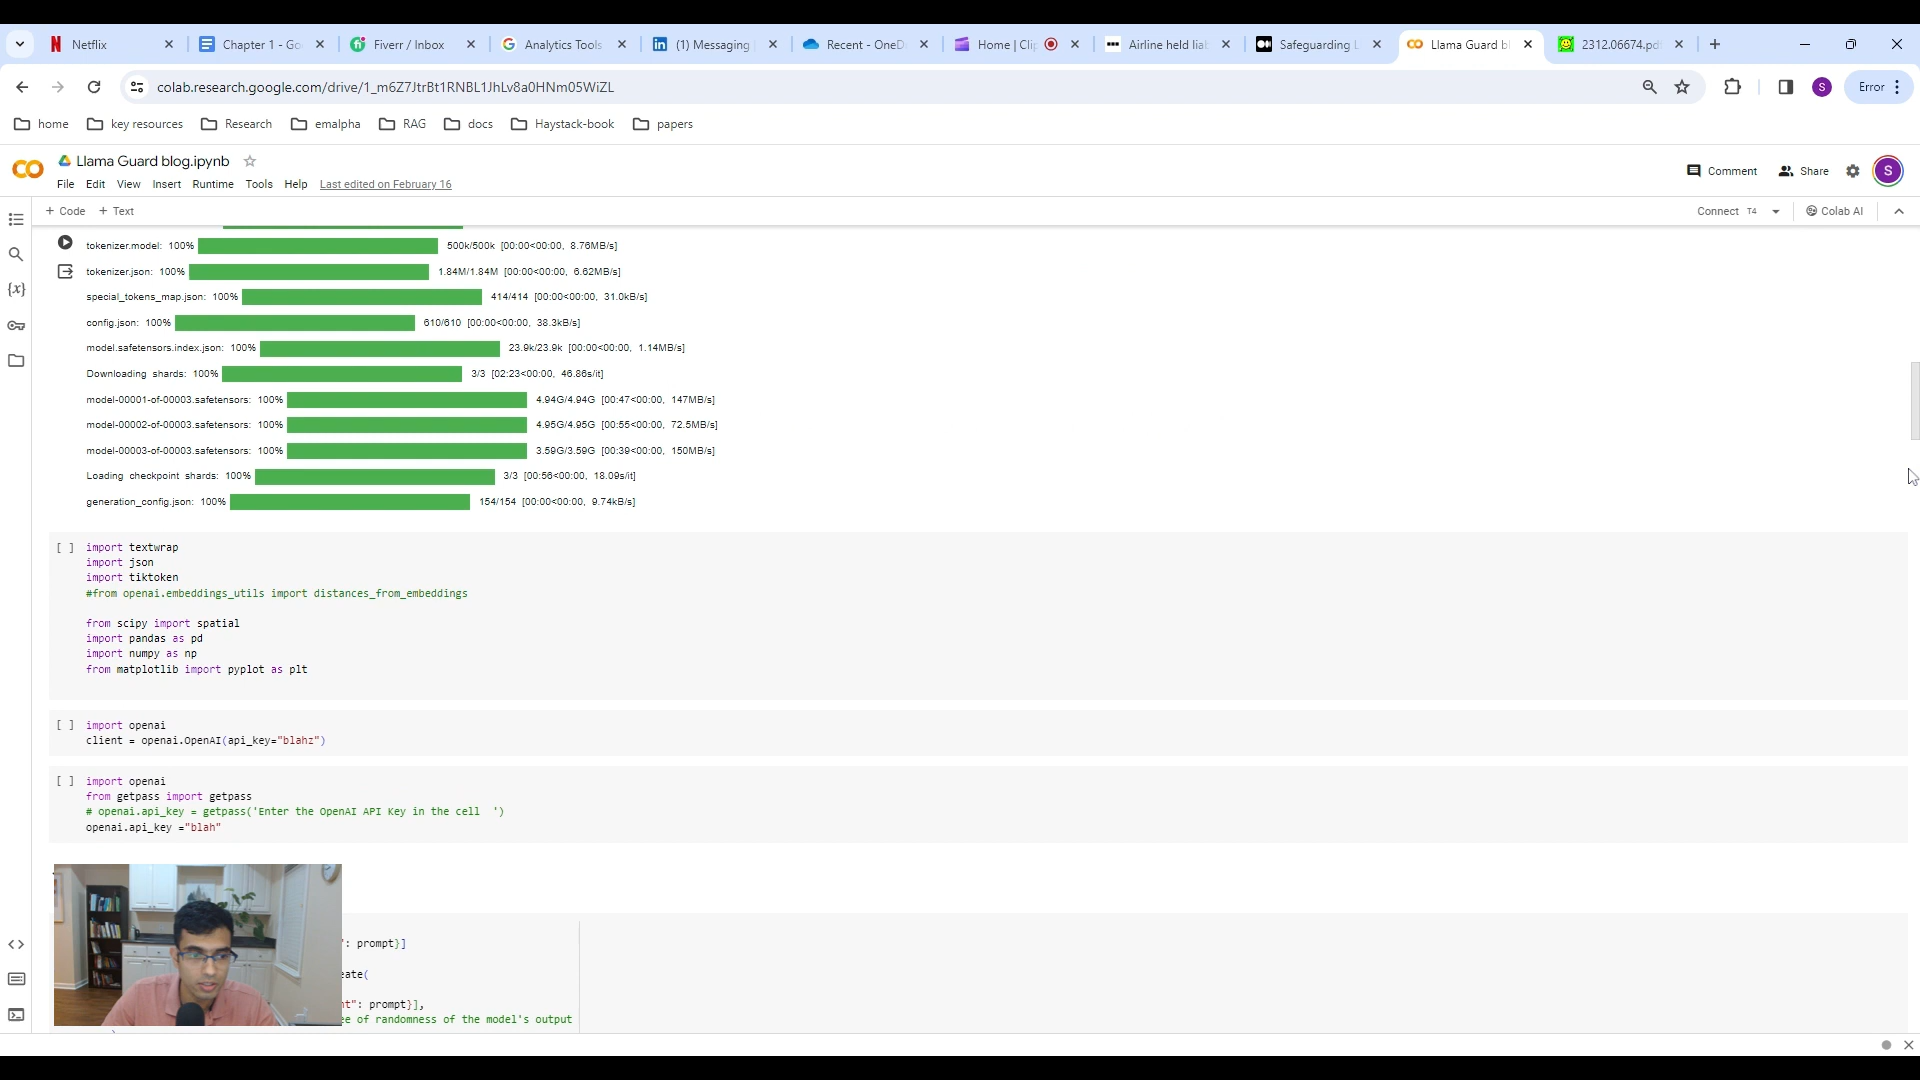 Netflix
Chapter 1 - Go
Fiverr / Inbox
Analytics Tools
(1) Messaging
Recent - OneD
Home | Cli
Airline held lia
Safeguarding L
Llama Guard bl
2312.06674.pd
colab.research.google.com/drive/1_m6Z7JtrBt1RNBL1JhLv8a0HNm05WiZL
S
Error
home
key resources
Research
emalpha
RAG
docs
Haystack-book
papers
Llama Guard blog.ipynb
Comment
Share
S
File Edit View Insert Runtime Tools Help Last edited on February 16
+ Code + Text
Connect T4
Colab AI
tokenizer.model: 100% 500k/500k [00:00<00:00, 8.76MB/s]
tokenizer.json: 100% 1.84M/1.84M [00:00<00:00, 6.62MB/s]
special_tokens_map.json: 100% 414/414 [00:00<00:00, 31.0kB/s]
config.json: 100% 610/610 [00:00<00:00, 38.3kB/s]
model.safetensors.index.json: 100% 23.9k/23.9k [00:00<00:00, 1.14MB/s]
Downloading shards: 100% 3/3 [02:23<00:00, 46.86s/it]
model-00001-of-00003.safetensors: 100% 4.94G/4.94G [00:47<00:00, 147MB/s]
model-00002-of-00003.safetensors: 100% 4.95G/4.95G [00:55<00:00, 72.5MB/s]
model-00003-of-00003.safetensors: 100% 3.59G/3.59G [00:39<00:00, 150MB/s]
Loading checkpoint shards: 100% 3/3 [00:56<00:00, 18.09s/it]
generation_config.json: 100% 154/154 [00:00<00:00, 9.74kB/s]
[ ] import textwrap
import json
import tiktoken
#from openai.embeddings_utils import distances_from_embeddings
from scipy import spatial
import pandas as pd
import numpy as np
from matplotlib import pyplot as plt
[ ] import openai
client = openai.OpenAI(api_key="blahz")
[ ] import openai
from getpass import getpass
# openai.api_key = getpass('Enter the OpenAI API Key in the cell  ')
openai.api_key ="blah"
": prompt}]
eate(
nt": prompt}],
ee of randomness of the model's output